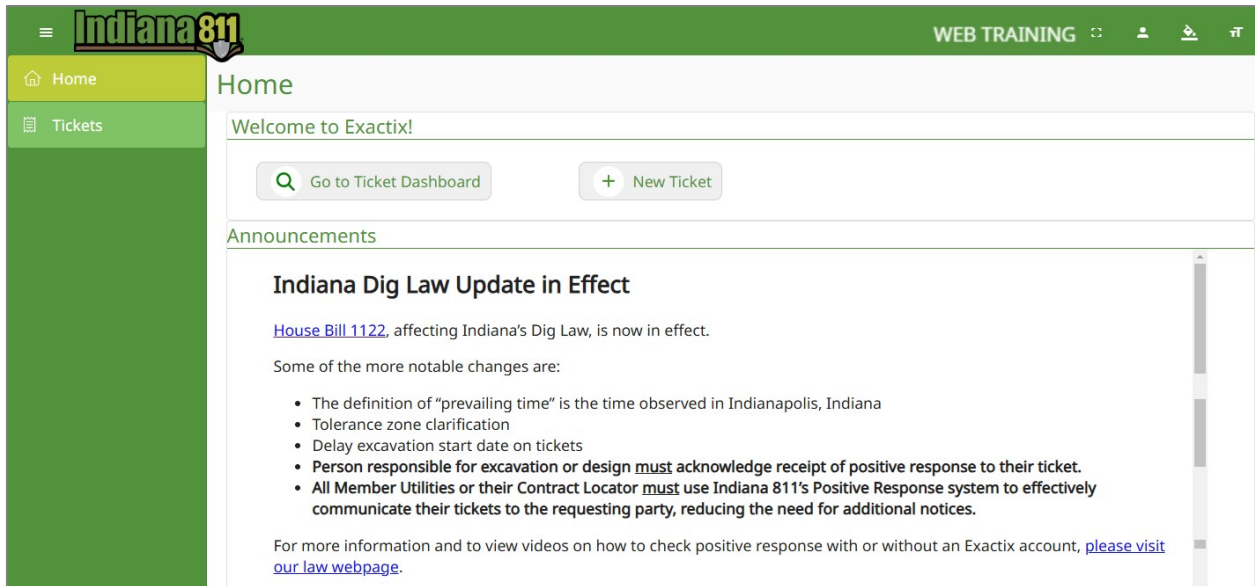 Indiana811
WEB TRAINING
Home
Tickets
Home
Welcome to Exactix!
Go to Ticket Dashboard
+ New Ticket
Announcements
Indiana Dig Law Update in Effect
House Bill 1122, affecting Indiana’s Dig Law, is now in effect.
Some of the more notable changes are:
• The definition of “prevailing time” is the time observed in Indianapolis, Indiana
• Tolerance zone clarification
• Delay excavation start date on tickets
• Person responsible for excavation or design must acknowledge receipt of positive response to their ticket.
• All Member Utilities or their Contract Locator must use Indiana 811’s Positive Response system to effectively
communicate their tickets to the requesting party, reducing the need for additional notices.
For more information and to view videos on how to check positive response with or without an Exactix account, please visit
our law webpage.